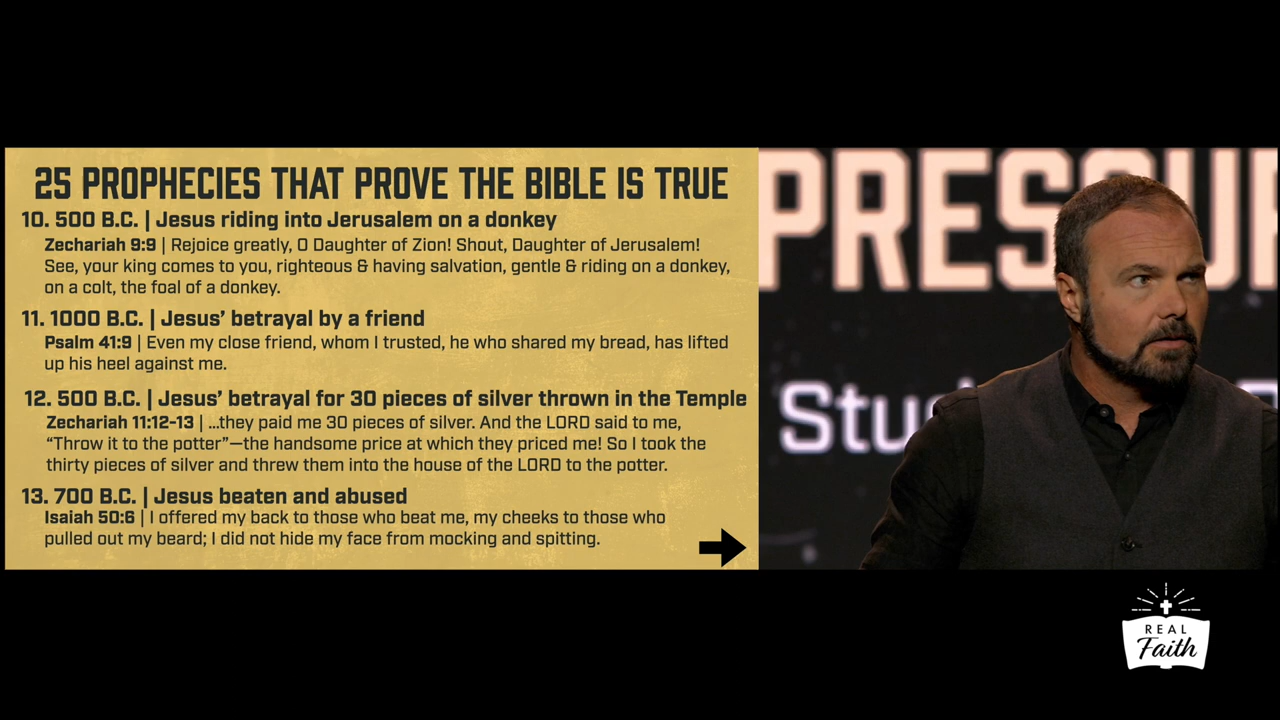 25 PROPHECIES THAT PROVE THE BIBLE IS TRUE
10. 500 B.C. | Jesus riding into Jerusalem on a donkey
Zechariah 9:9 | Rejoice greatly, O Daughter of Zion! Shout, Daughter of Jerusalem!
See, your king comes to you, righteous & having salvation, gentle & riding on a donkey,
on a colt, the foal of a donkey.
11. 1000 B.C. | Jesus’ betrayal by a friend
Psalm 41:9 | Even my close friend, whom I trusted, he who shared my bread, has lifted
up his heel against me.
12. 500 B.C. | Jesus’ betrayal for 30 pieces of silver thrown in the Temple
Zechariah 11:12-13 | ...they paid me 30 pieces of silver. And the LORD said to me,
“Throw it to the potter”—the handsome price at which they priced me! So I took the
thirty pieces of silver and threw them into the house of the LORD to the potter.
13. 700 B.C. | Jesus beaten and abused
Isaiah 50:6 | I offered my back to those who beat me, my cheeks to those who
pulled out my beard; I did not hide my face from mocking and spitting.
PRESSUR
Stu
REAL
Faith